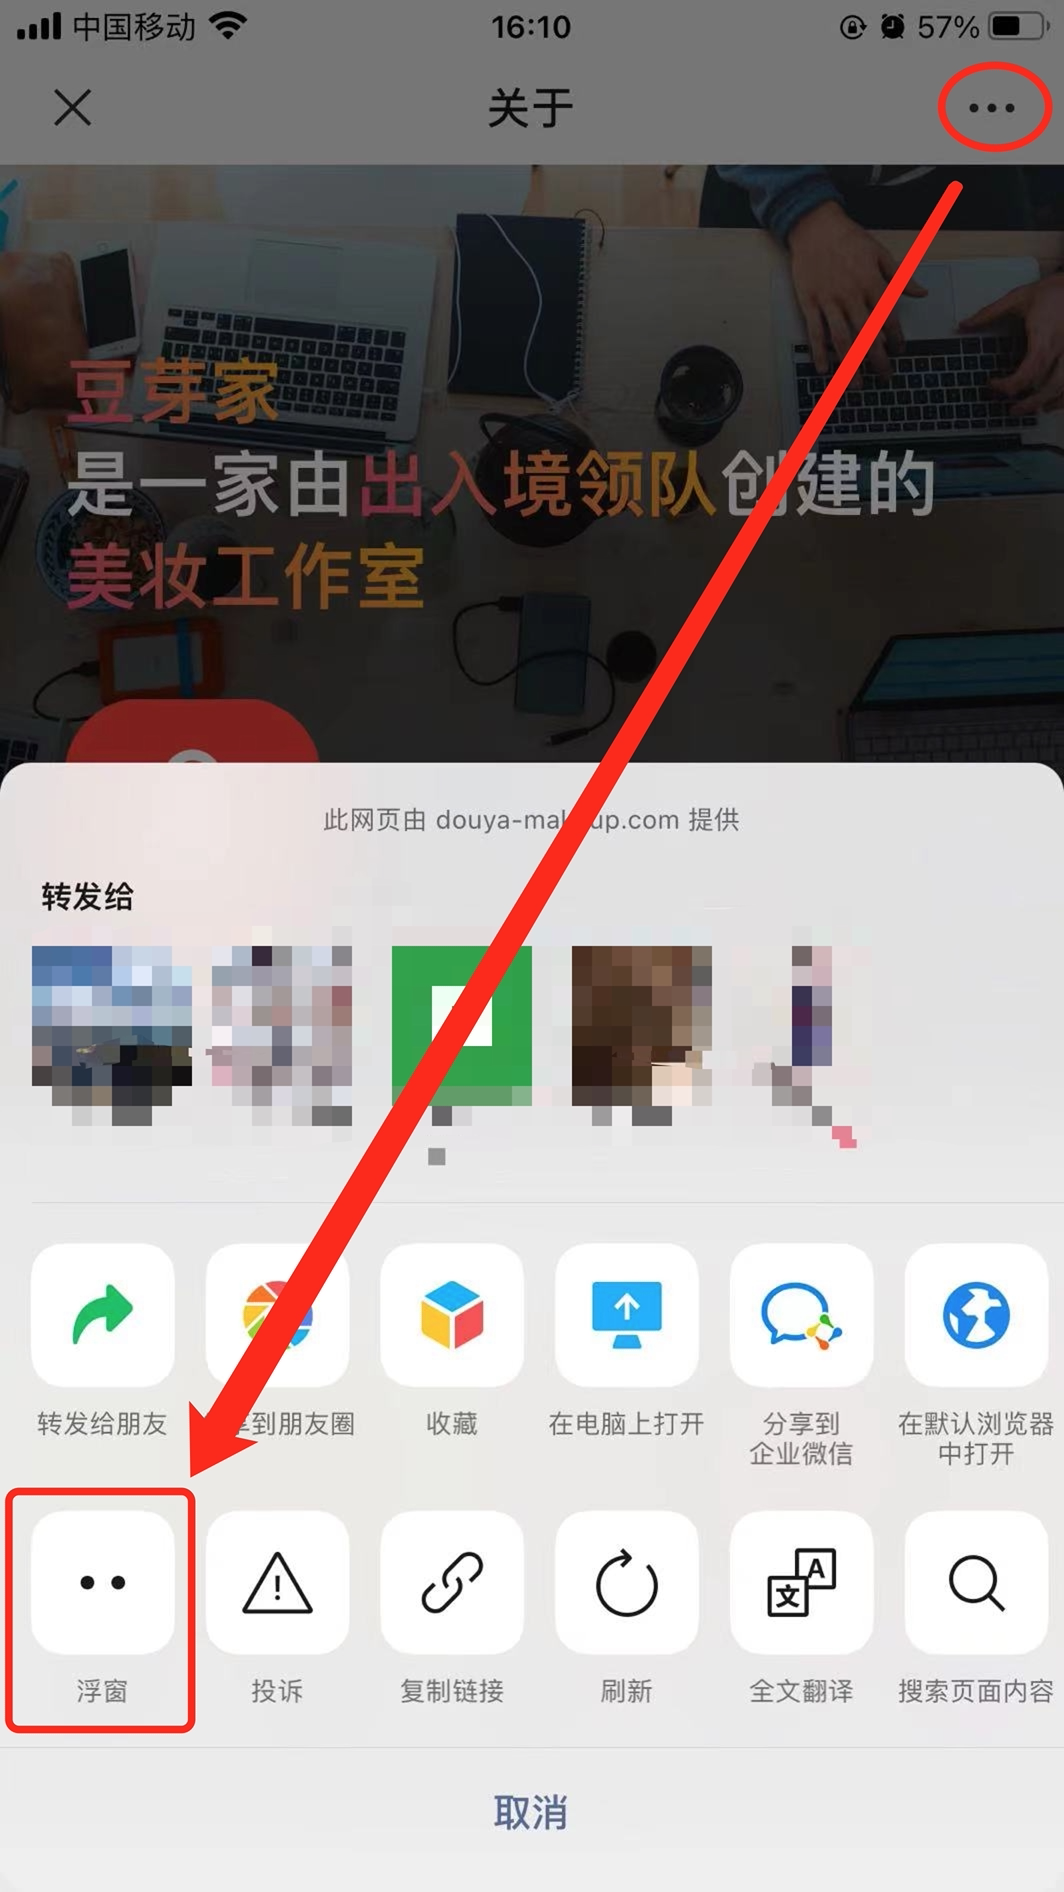 中国移动
16:10
57%
关于
豆芽家
是一家由出入境领队创建的
美妆工作室
此网页由 douya-makeup.com 提供
转发给
转发给朋友
享到朋友圈
收藏
在电脑上打开
分享到
企业微信
在默认浏览器
中打开
浮窗
投诉
复制链接
刷新
全文翻译
搜索页面内容
取消